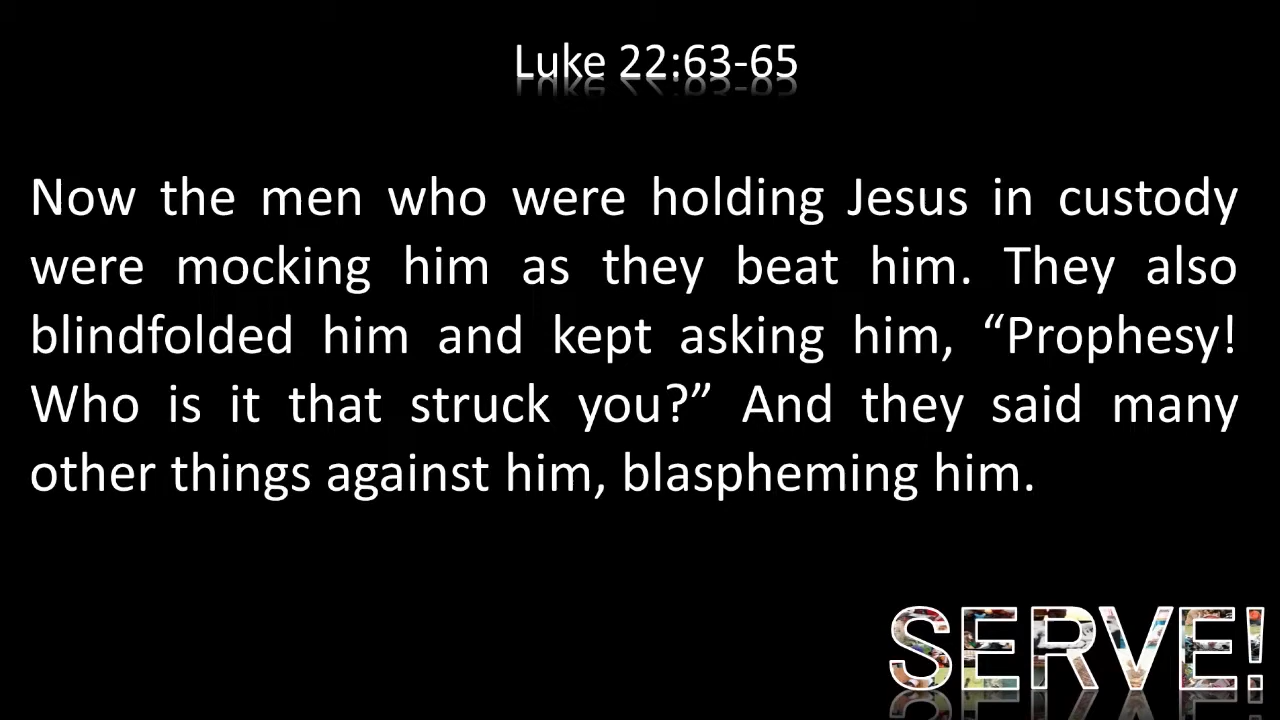 Luke 22:63-65
Now the men who were holding Jesus in custody
were mocking him as they beat him. They also
blindfolded him and kept asking him, “Prophesy!
Who is it that struck you?” And they said many
other things against him, blaspheming him.
SERVE!